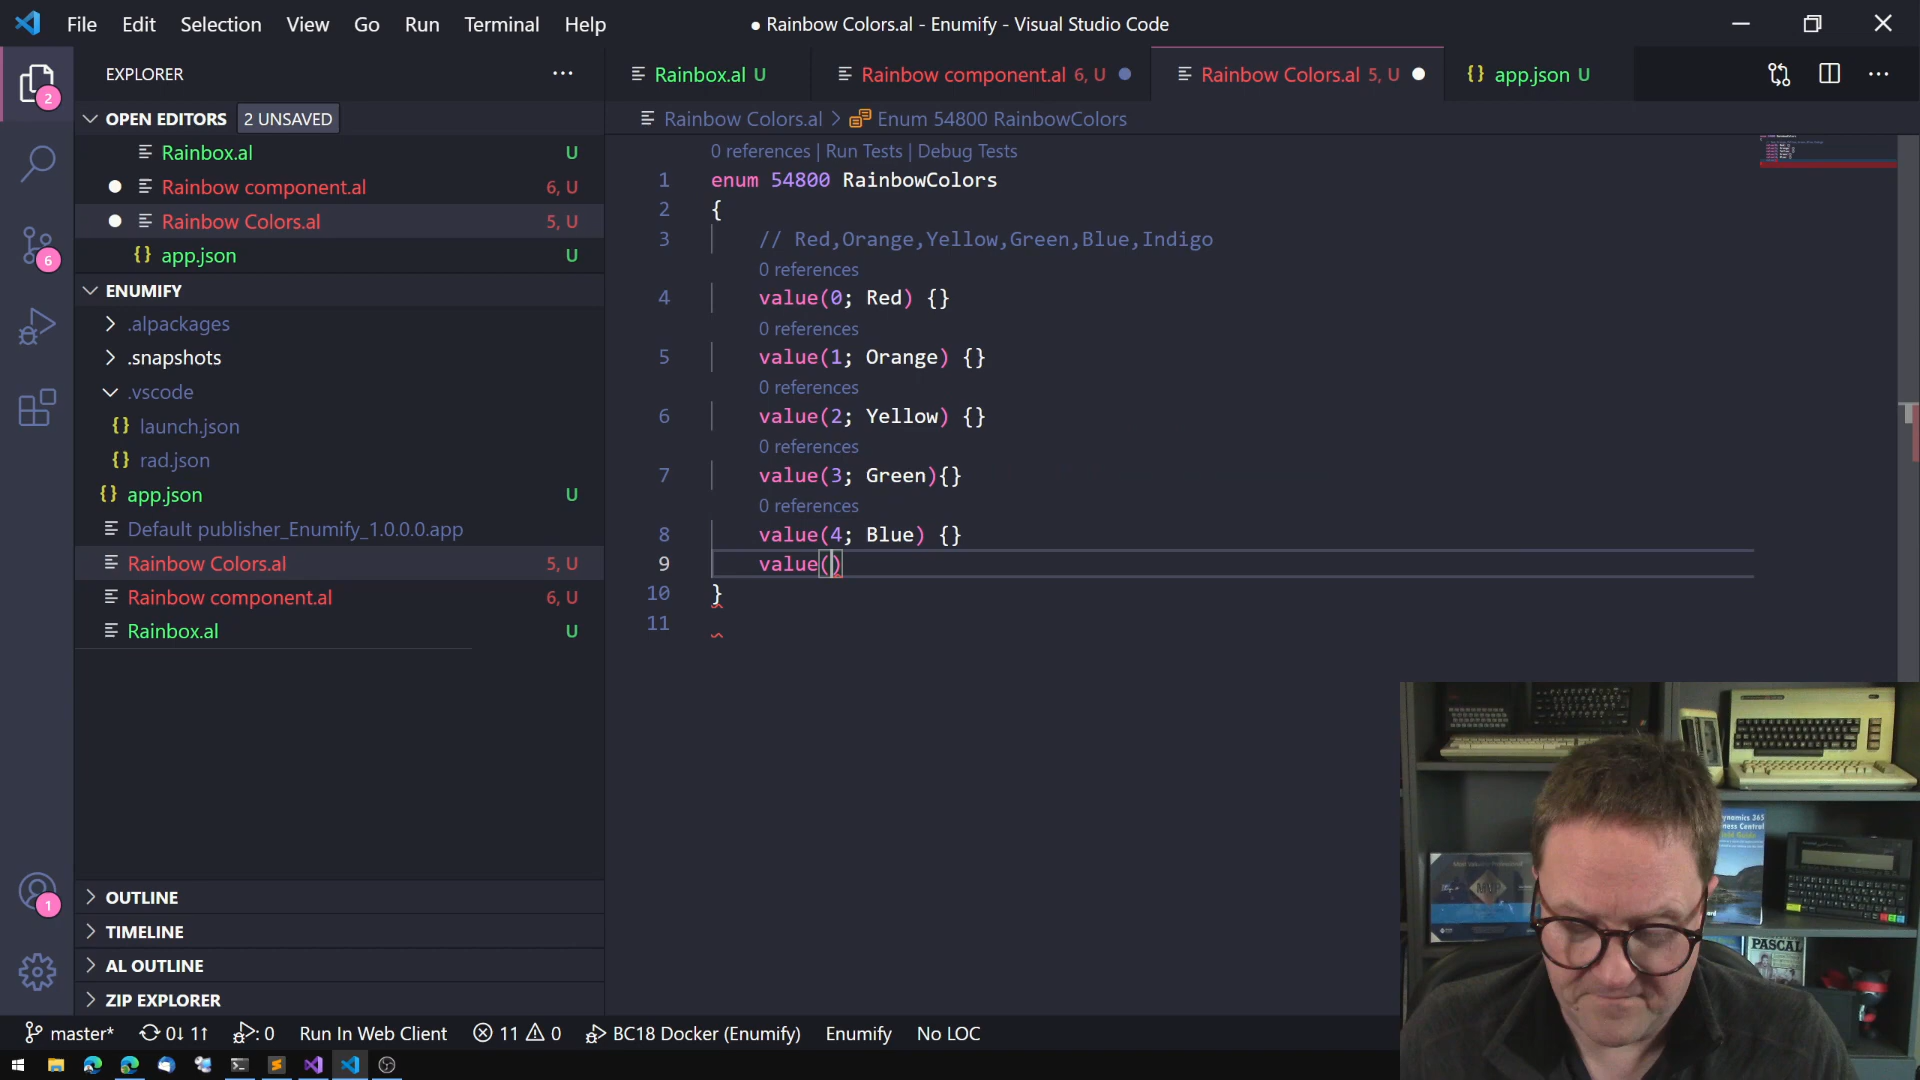 File Edit Selection View Go Run Terminal Help
● Rainbow Colors.al - Enumify - Visual Studio Code
EXPLORER
Rainbox.al U
Rainbow component.al 6, U
Rainbow Colors.al 5, U
{} app.json U
2
OPEN EDITORS 2 UNSAVED
Rainbow Colors.al > Enum 54800 RainbowColors
Rainbox.al U
Rainbow component.al 6, U
Rainbow Colors.al 5, U
{} app.json U
6
ENUMIFY
.alpackages
.snapshots
.vscode
{} launch.json
{} rad.json
{} app.json U
Default publisher_Enumify_1.0.0.0.app
Rainbow Colors.al 5, U
Rainbow component.al 6, U
Rainbox.al U
0 references | Run Tests | Debug Tests
1 enum 54800 RainbowColors
2 {
3 // Red,Orange,Yellow,Green,Blue,Indigo
0 references
4 value(0; Red) {}
0 references
5 value(1; Orange) {}
0 references
6 value(2; Yellow) {}
0 references
7 value(3; Green){}
0 references
8 value(4; Blue) {}
9 value()
10 }
11
OUTLINE
TIMELINE
AL OUTLINE
ZIP EXPLORER
1
master* 0↓ 1↑ : 0 Run In Web Client 11 0 BC18 Docker (Enumify) Enumify No LOC
Dynamics 365
PASCAL